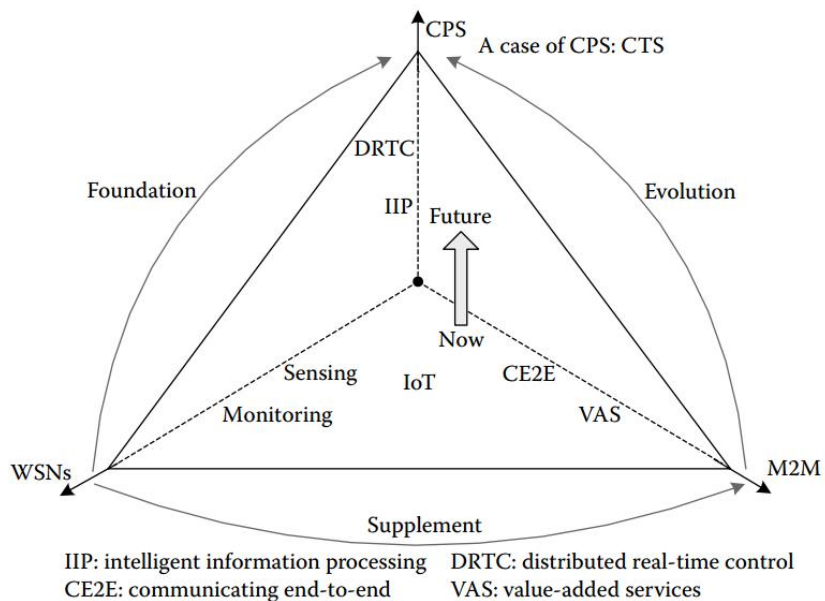 CPS
A case of CPS: CTS
DRTC
Foundation
Evolution
IIP
Future
Now
Sensing
IoT
CE2E
Monitoring
VAS
WSNs
M2M
Supplement
IIP: intelligent information processing DRTC: distributed real-time control
CE2E: communicating end-to-end VAS: value-added services